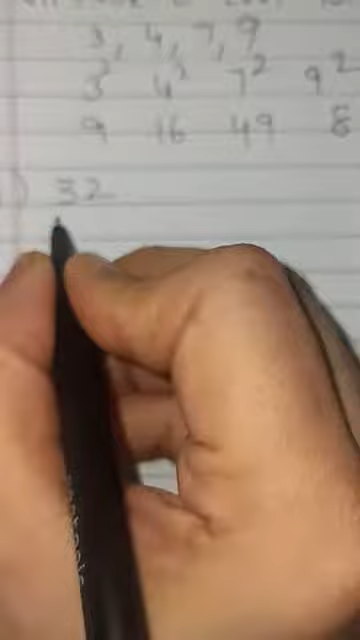 3, 4, 7, 9
3² 4² 7² 9²
9 16 49 8
) 32